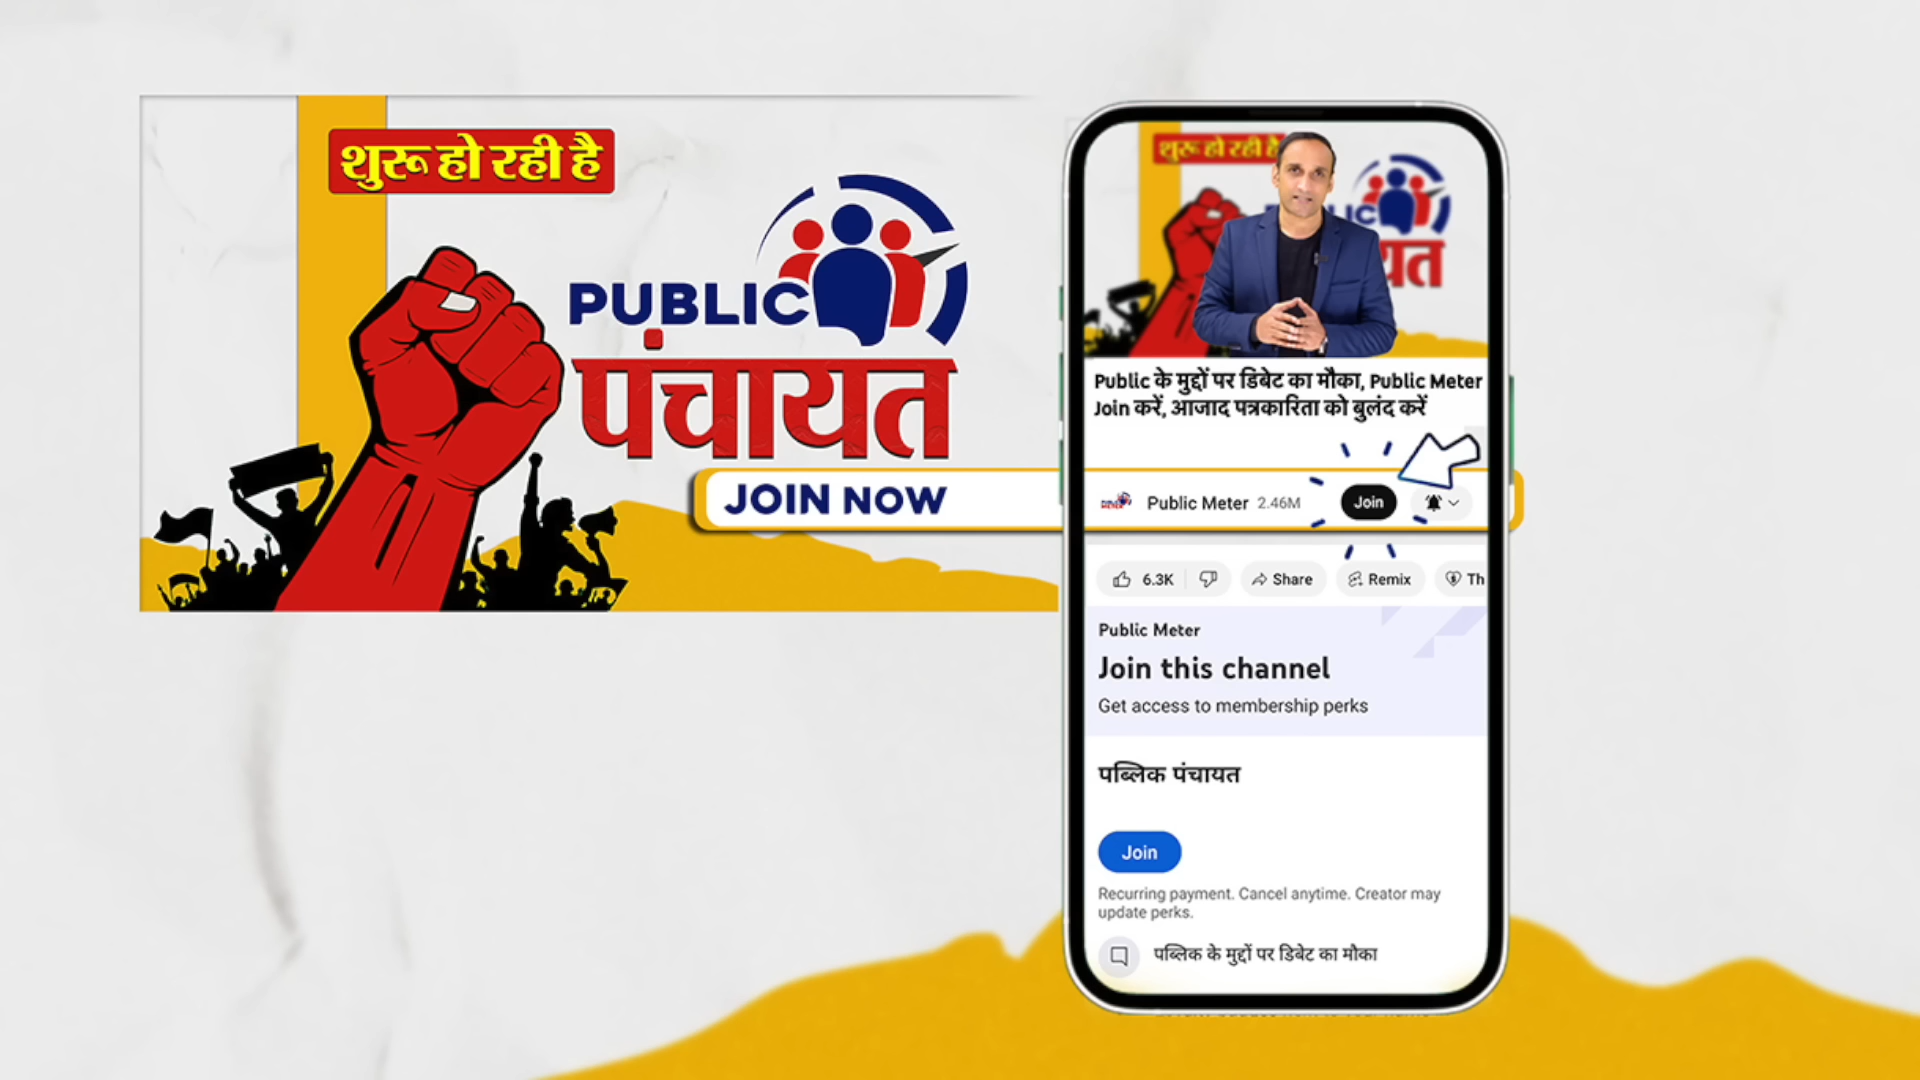 शुरू हो रही है
PUBLIC
पंचायत
JOIN NOW
शुरू हो रही है
Public के मुद्दों पर डिबेट का मौका, Public Meter
Join करें, आजाद पत्रकारिता को बुलंद करें
Public Meter 2.46M Join
6.3K Share Remix Th
Public Meter
Join this channel
Get access to membership perks
पब्लिक पंचायत
Join
Recurring payment. Cancel anytime. Creator may
update perks.
पब्लिक के मुद्दों पर डिबेट का मौका